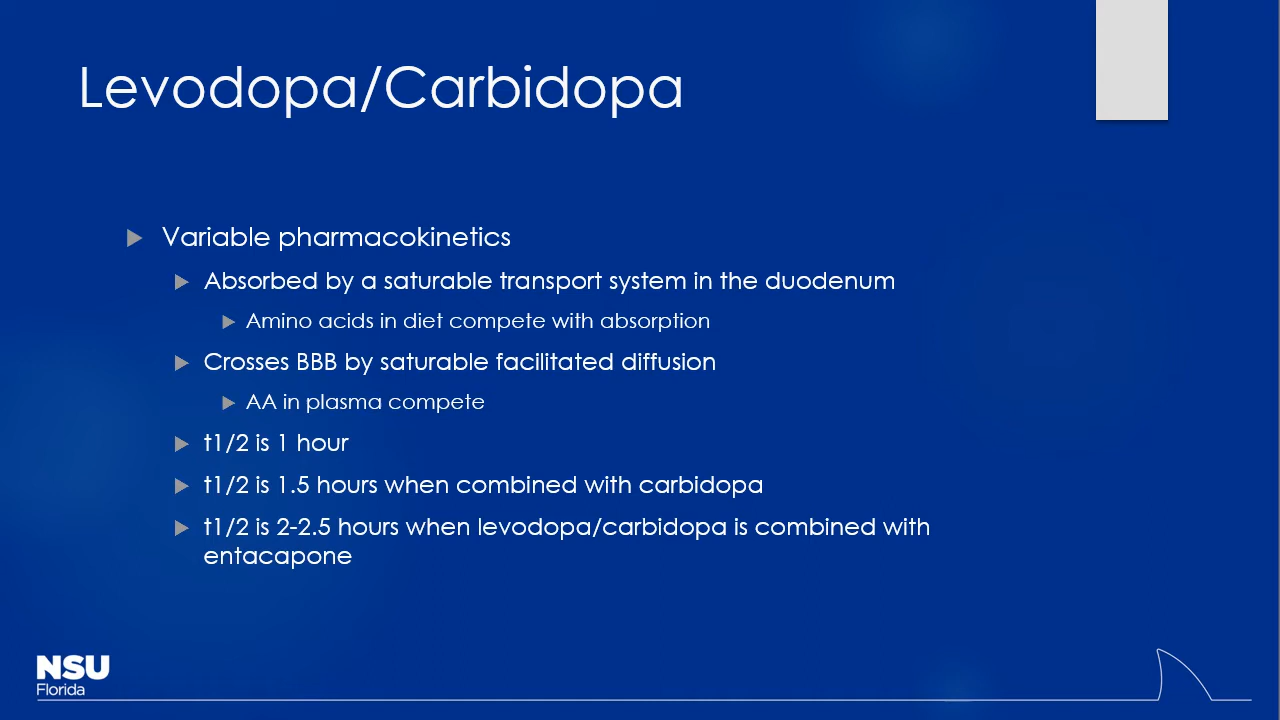 Levodopa/Carbidopa
Variable pharmacokinetics
Absorbed by a saturable transport system in the duodenum
Amino acids in diet compete with absorption
Crosses BBB by saturable facilitated diffusion
AA in plasma compete
t1/2 is 1 hour
t1/2 is 1.5 hours when combined with carbidopa
t1/2 is 2-2.5 hours when levodopa/carbidopa is combined with
entacapone
NSU
Florida